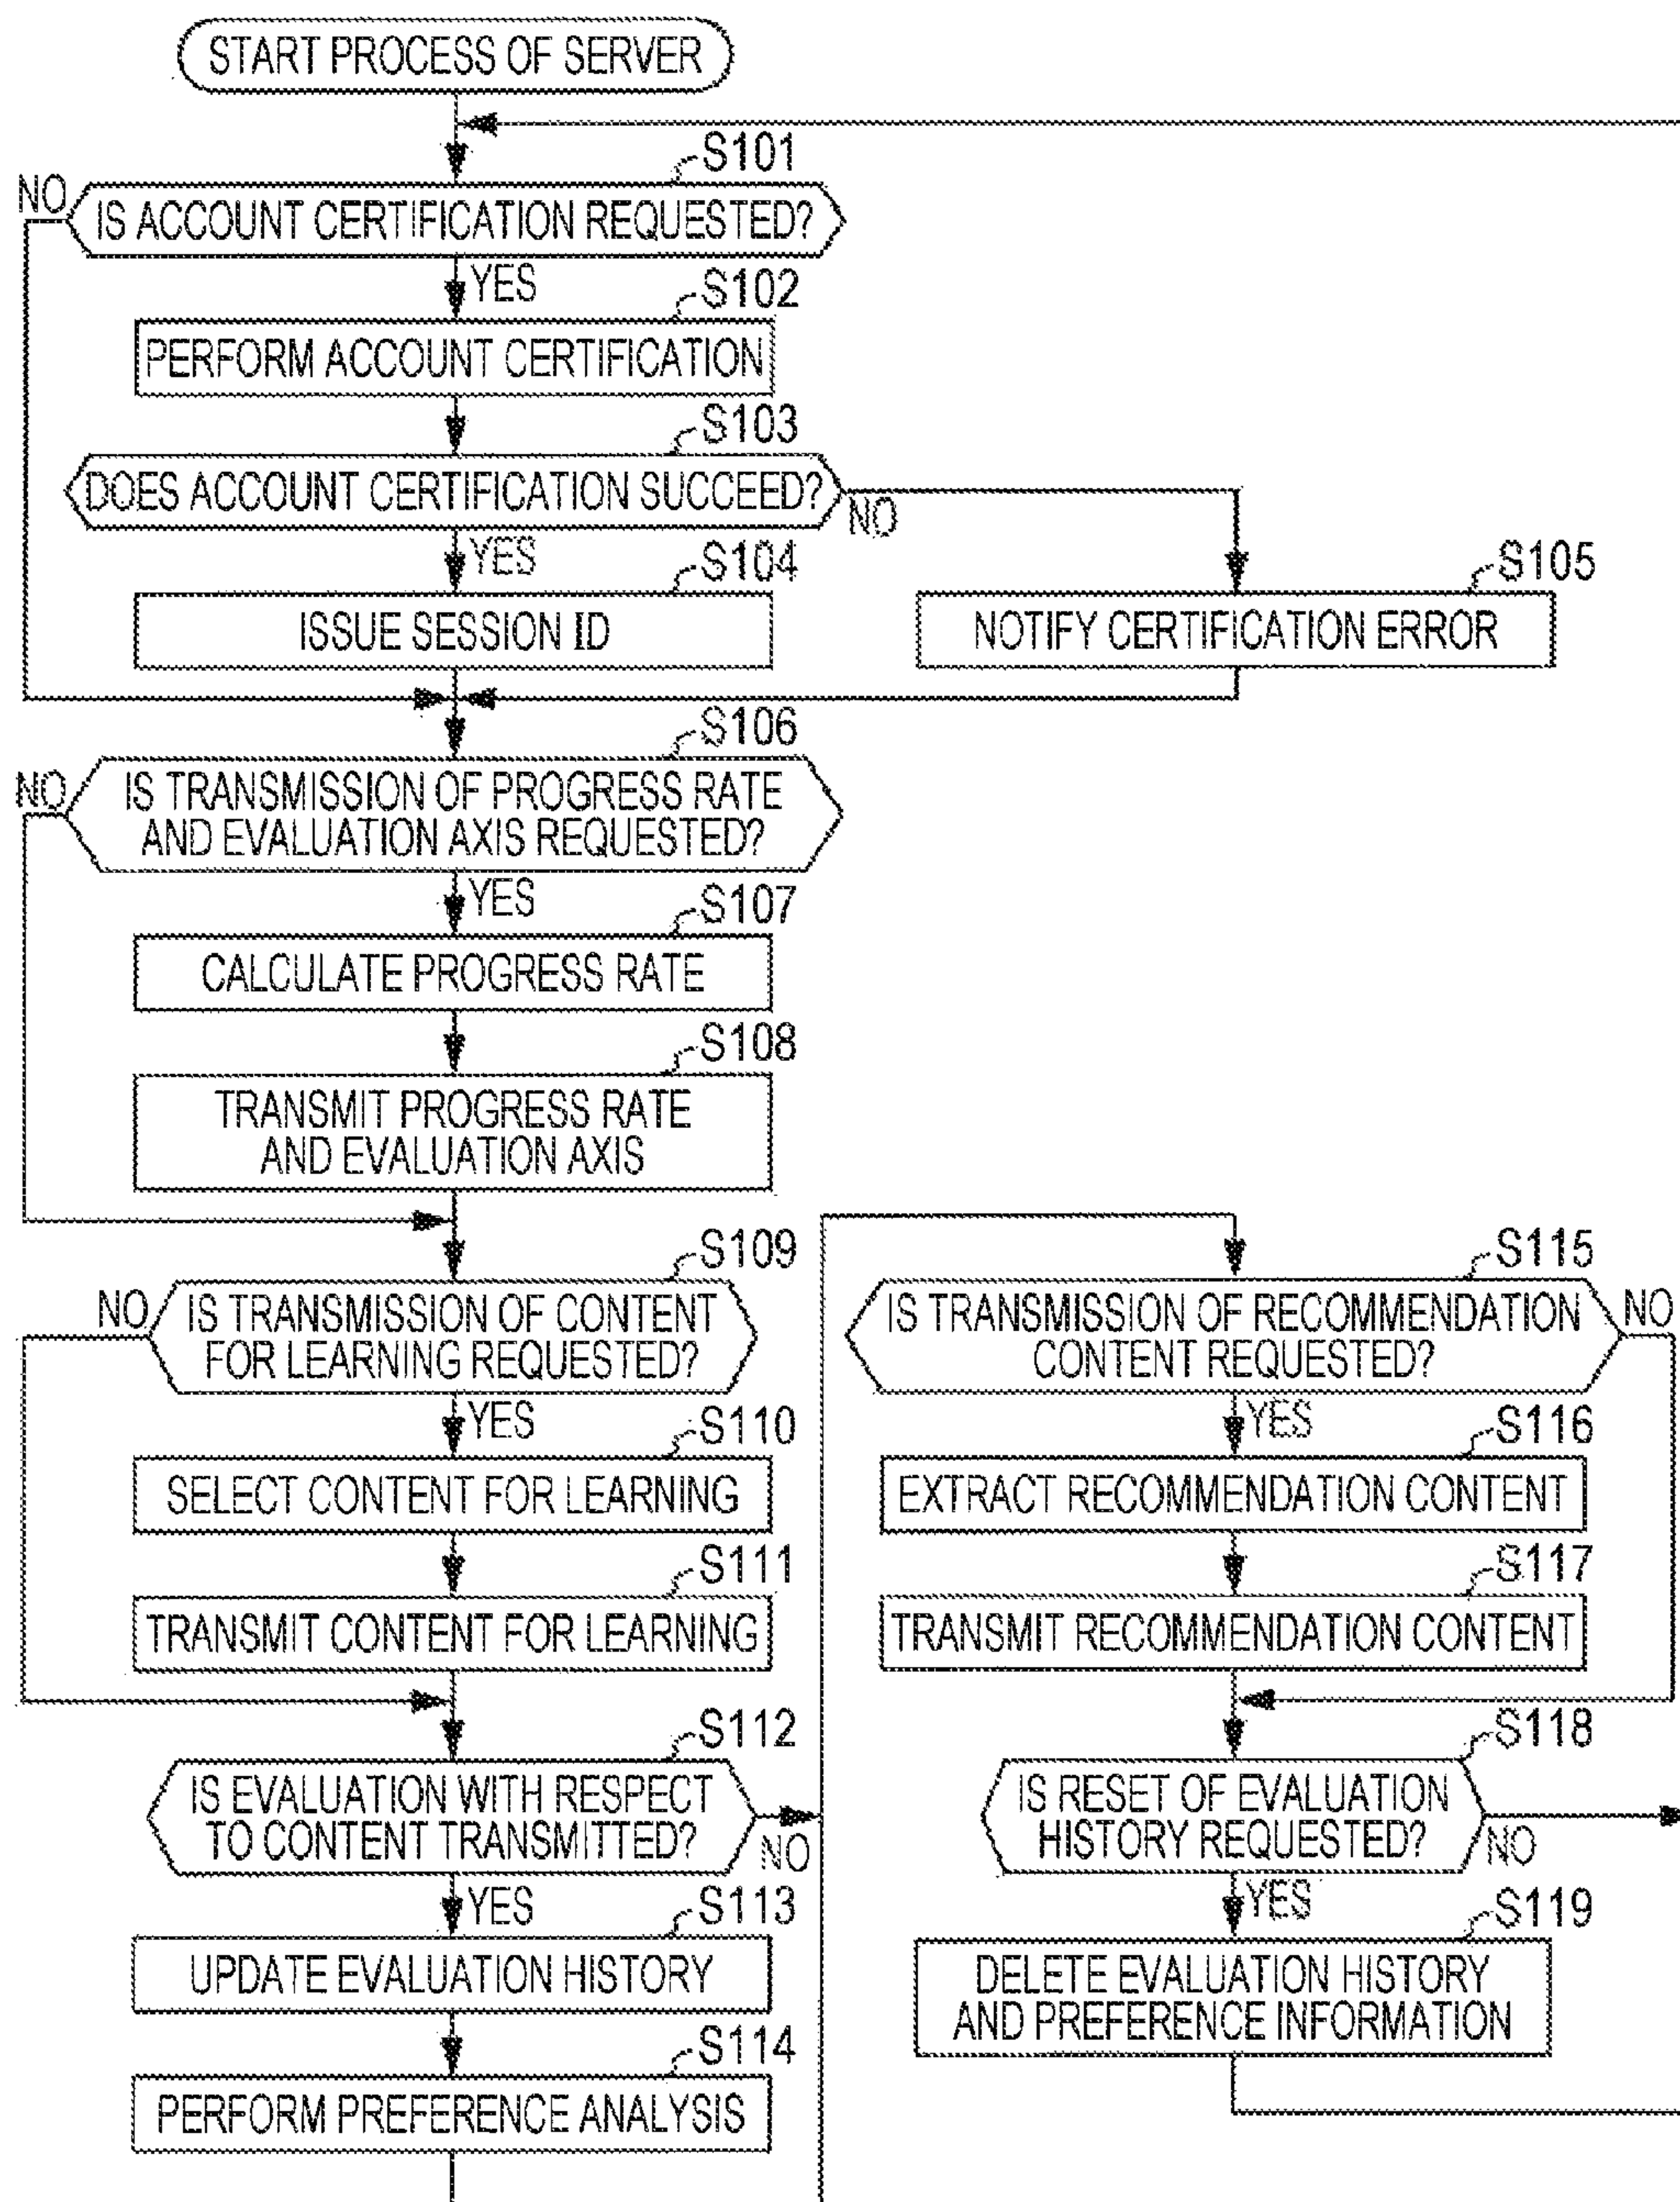 START PROCESS OF SERVER
S101
NO
IS ACCOUNT CERTIFICATION REQUESTED?
YES
S102
PERFORM ACCOUNT CERTIFICATION
S103
DOES ACCOUNT CERTIFICATION SUCCEED?
NO
YES
S104
ISSUE SESSION ID
S105
NOTIFY CERTIFICATION ERROR
S106
NO
IS TRANSMISSION OF PROGRESS RATE
AND EVALUATION AXIS REQUESTED?
YES
S107
CALCULATE PROGRESS RATE
S108
TRANSMIT PROGRESS RATE
AND EVALUATION AXIS
S109
NO
IS TRANSMISSION OF CONTENT
FOR LEARNING REQUESTED?
YES
S110
SELECT CONTENT FOR LEARNING
S111
TRANSMIT CONTENT FOR LEARNING
S112
IS EVALUATION WITH RESPECT
TO CONTENT TRANSMITTED?
NO
YES
S113
UPDATE EVALUATION HISTORY
S114
PERFORM PREFERENCE ANALYSIS
S115
IS TRANSMISSION OF RECOMMENDATION
CONTENT REQUESTED?
NO
YES
S116
EXTRACT RECOMMENDATION CONTENT
S117
TRANSMIT RECOMMENDATION CONTENT
S118
IS RESET OF EVALUATION
HISTORY REQUESTED?
NO
YES
S119
DELETE EVALUATION HISTORY
AND PREFERENCE INFORMATION